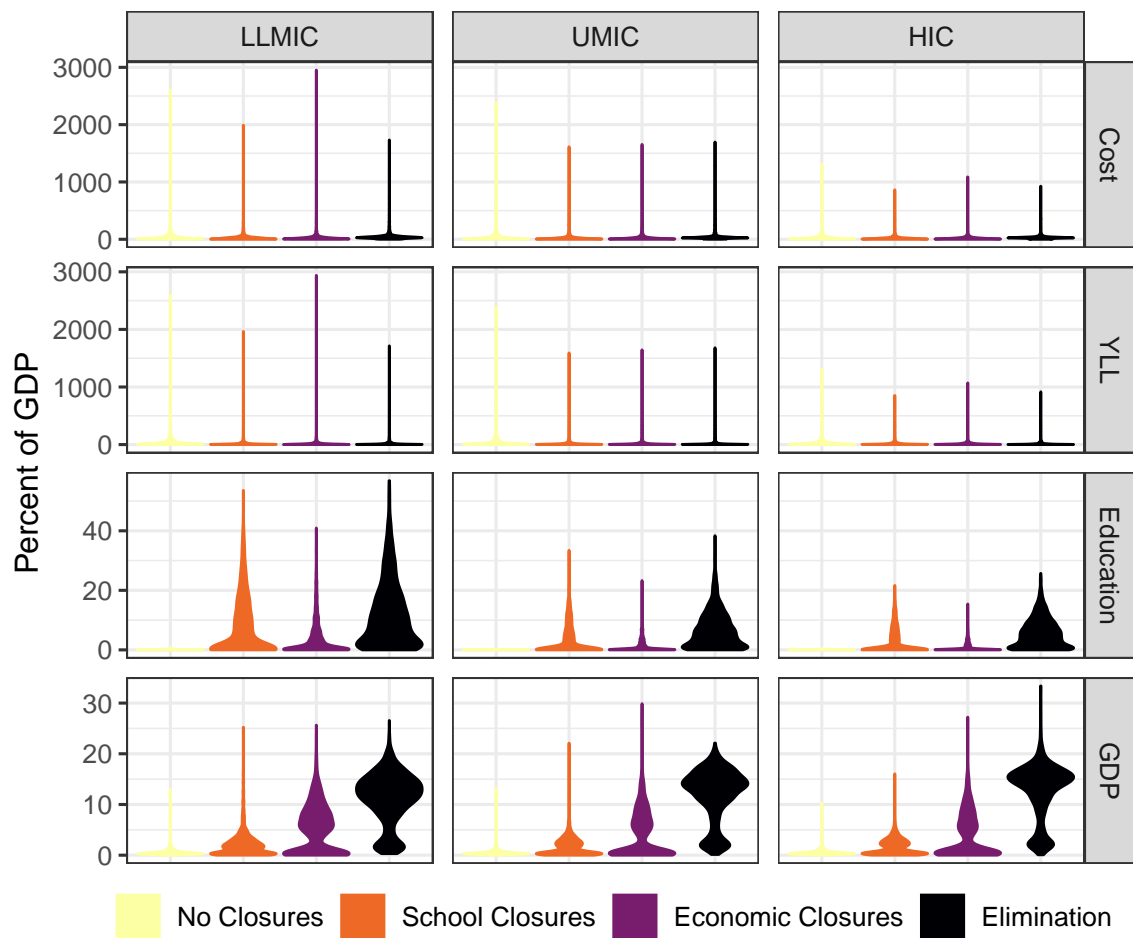 LLMIC UMIC HIC
3000
2000
1000
0
Cost
3000
2000
1000
0
YLL
40
20
0
Education
30
20
10
0
GDP
Percent of GDP
No Closures School Closures Economic Closures Elimination